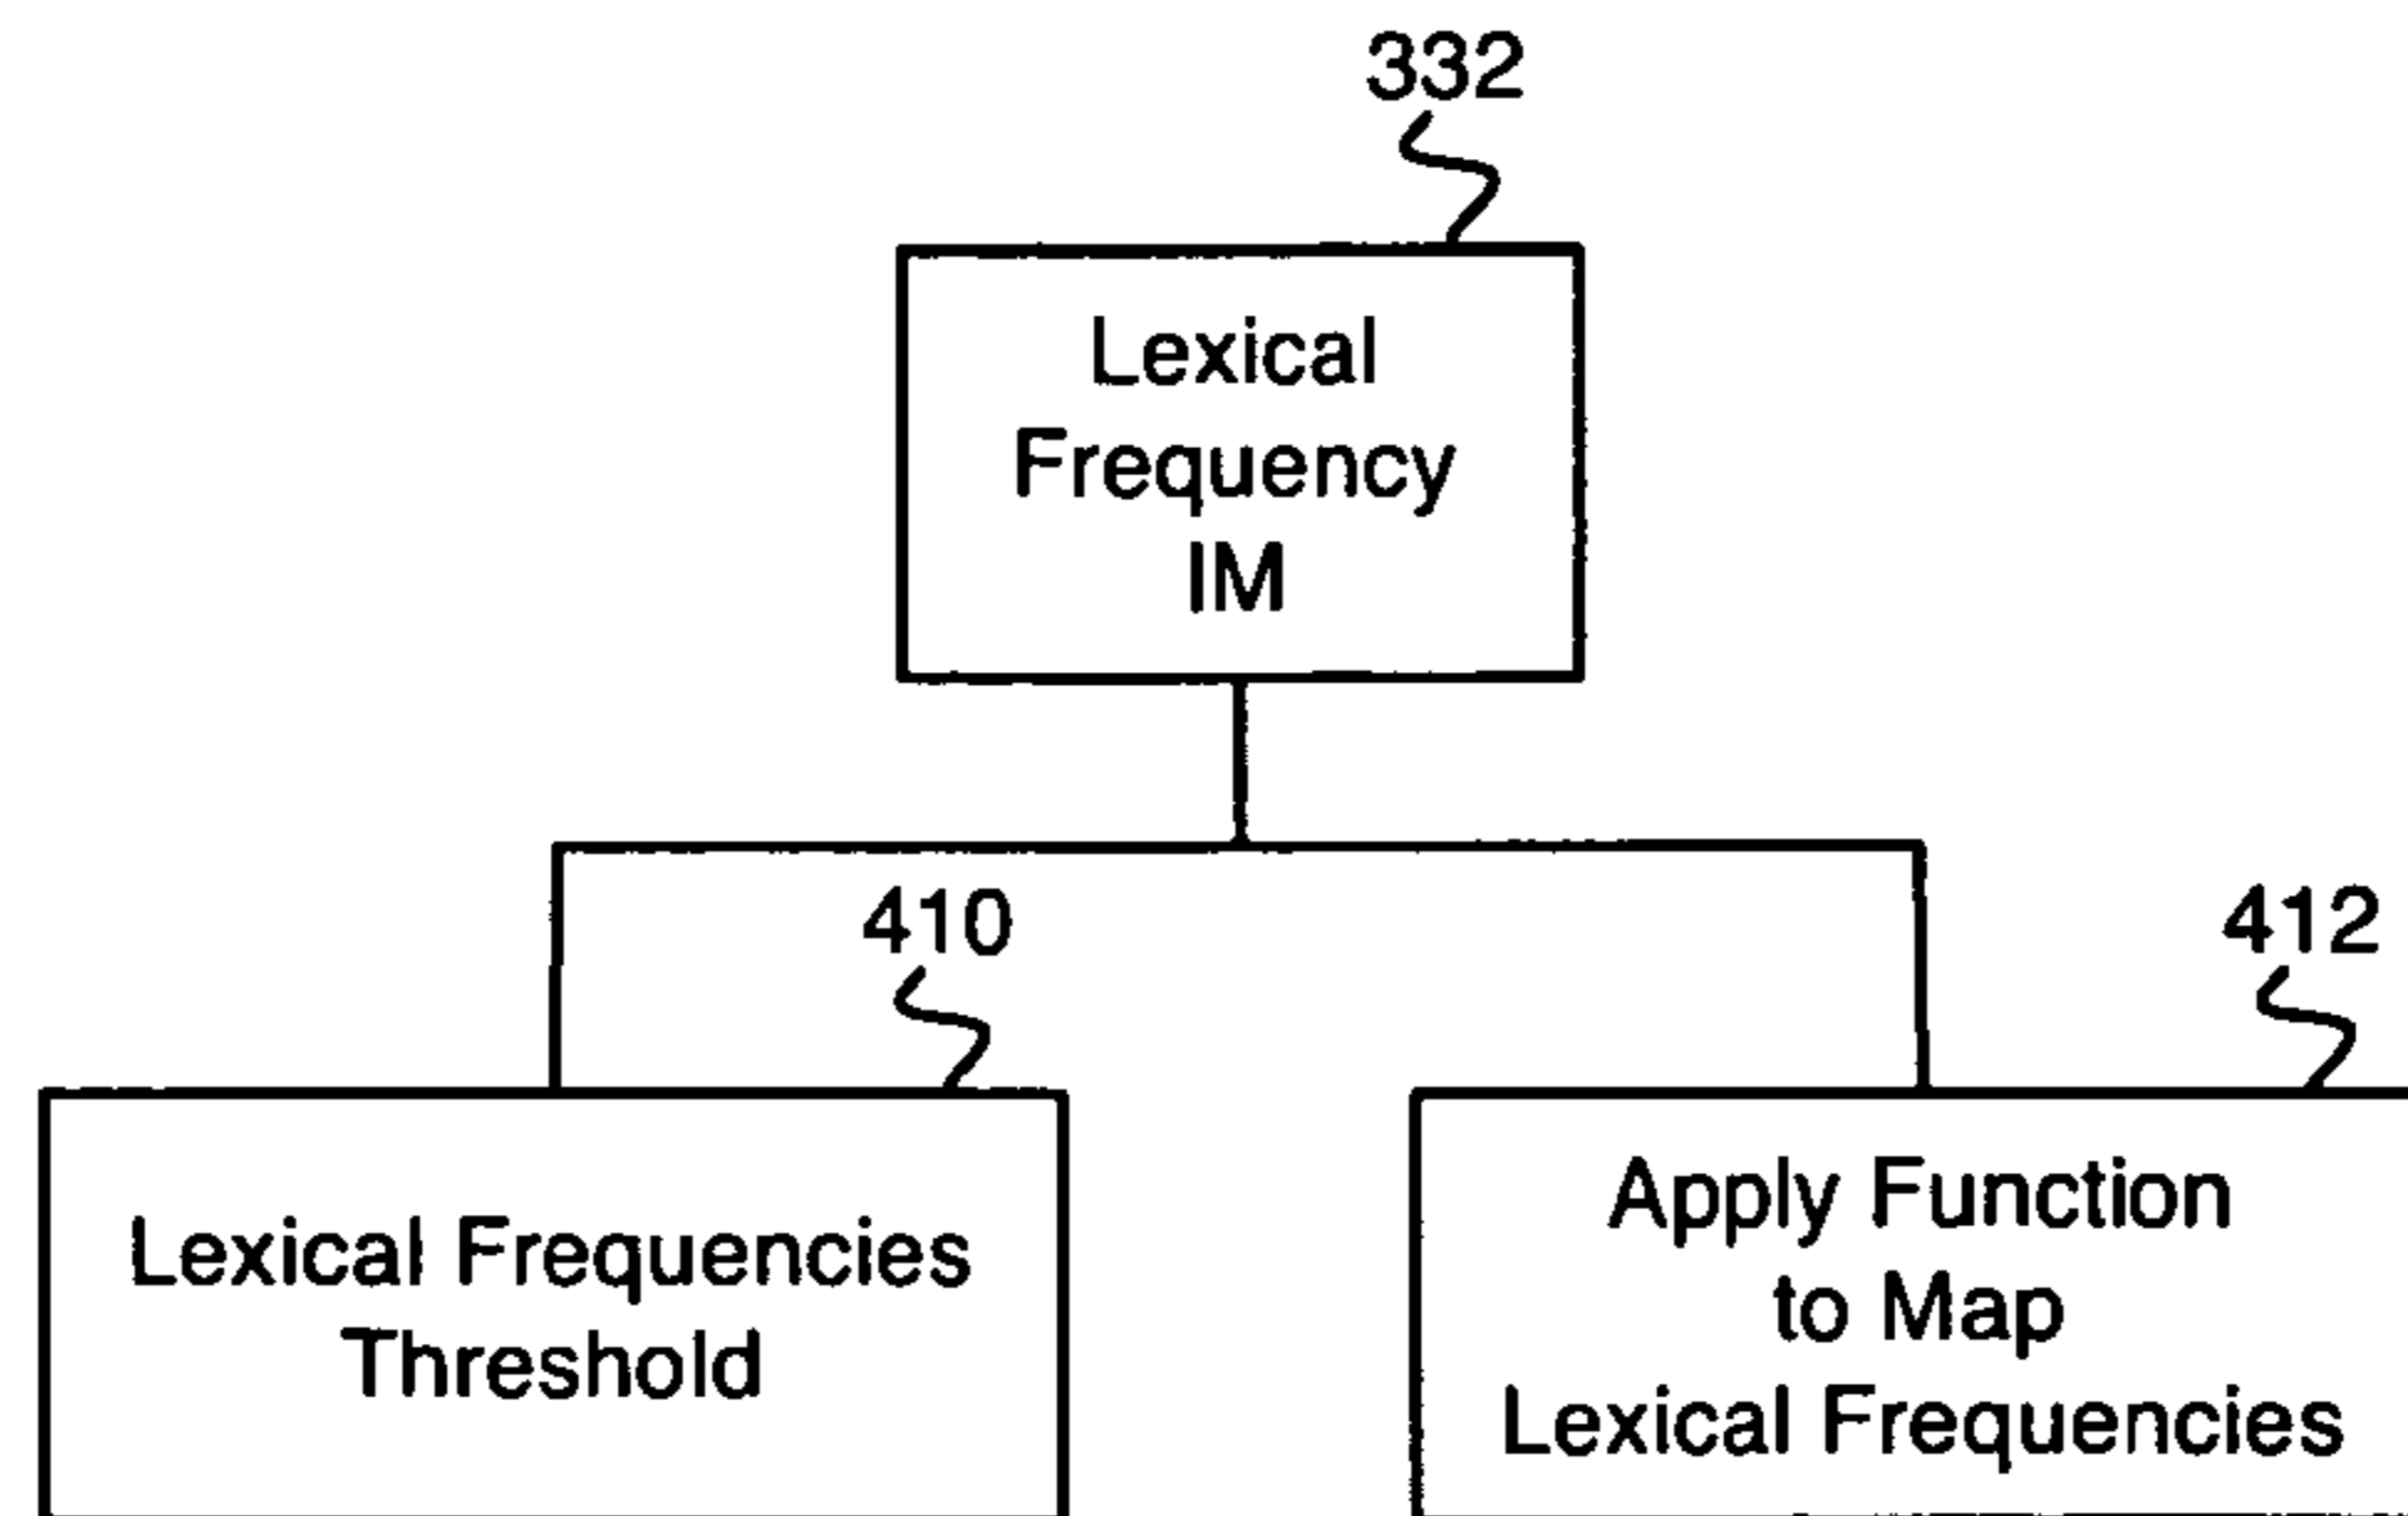 332
Lexical
Frequency
IM
410
412
Lexical Frequencies
Threshold
Apply Function
to Map
Lexical Frequencies